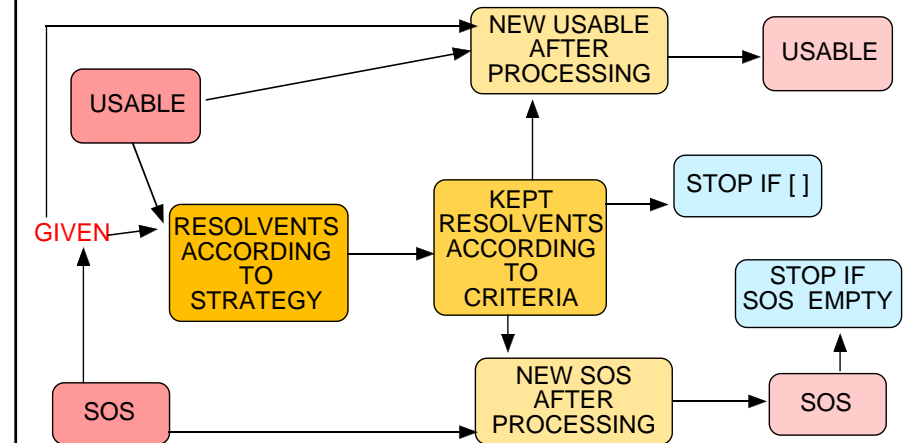 NEW USABLE
AFTER
PROCESSING
USABLE
USABLE
STOP IF [ ]
KEPT
RESOLVENTS
ACCORDING
TO
CRITERIA
GIVEN
RESOLVENTS
ACCORDING
TO
STRATEGY
STOP IF
SOS EMPTY
NEW SOS
AFTER
PROCESSING
SOS
SOS